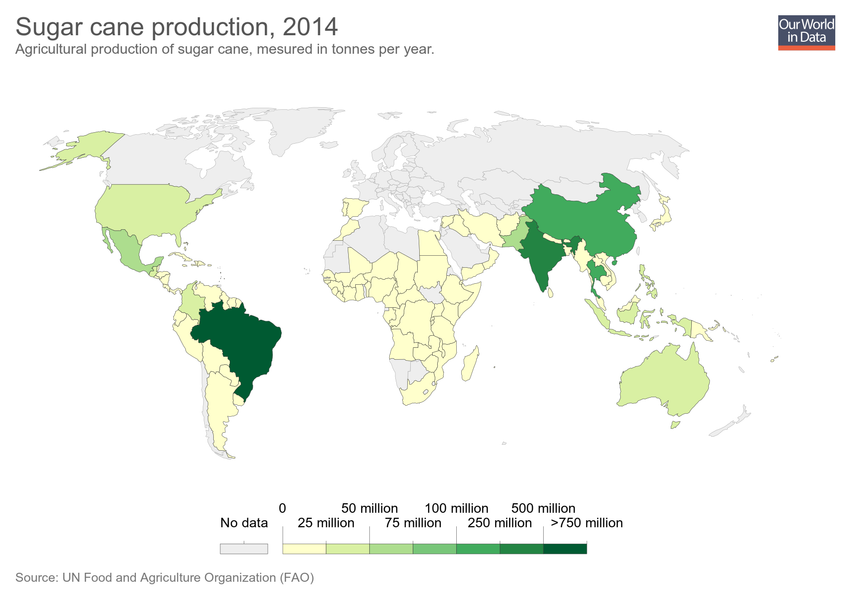 Sugar cane production, 2014
Agricultural production of sugar cane, mesured in tonnes per year.
Our World
in Data
0 50 million 100 million 500 million
No data 25 million 75 million 250 million >750 million
Source: UN Food and Agriculture Organization (FAO)